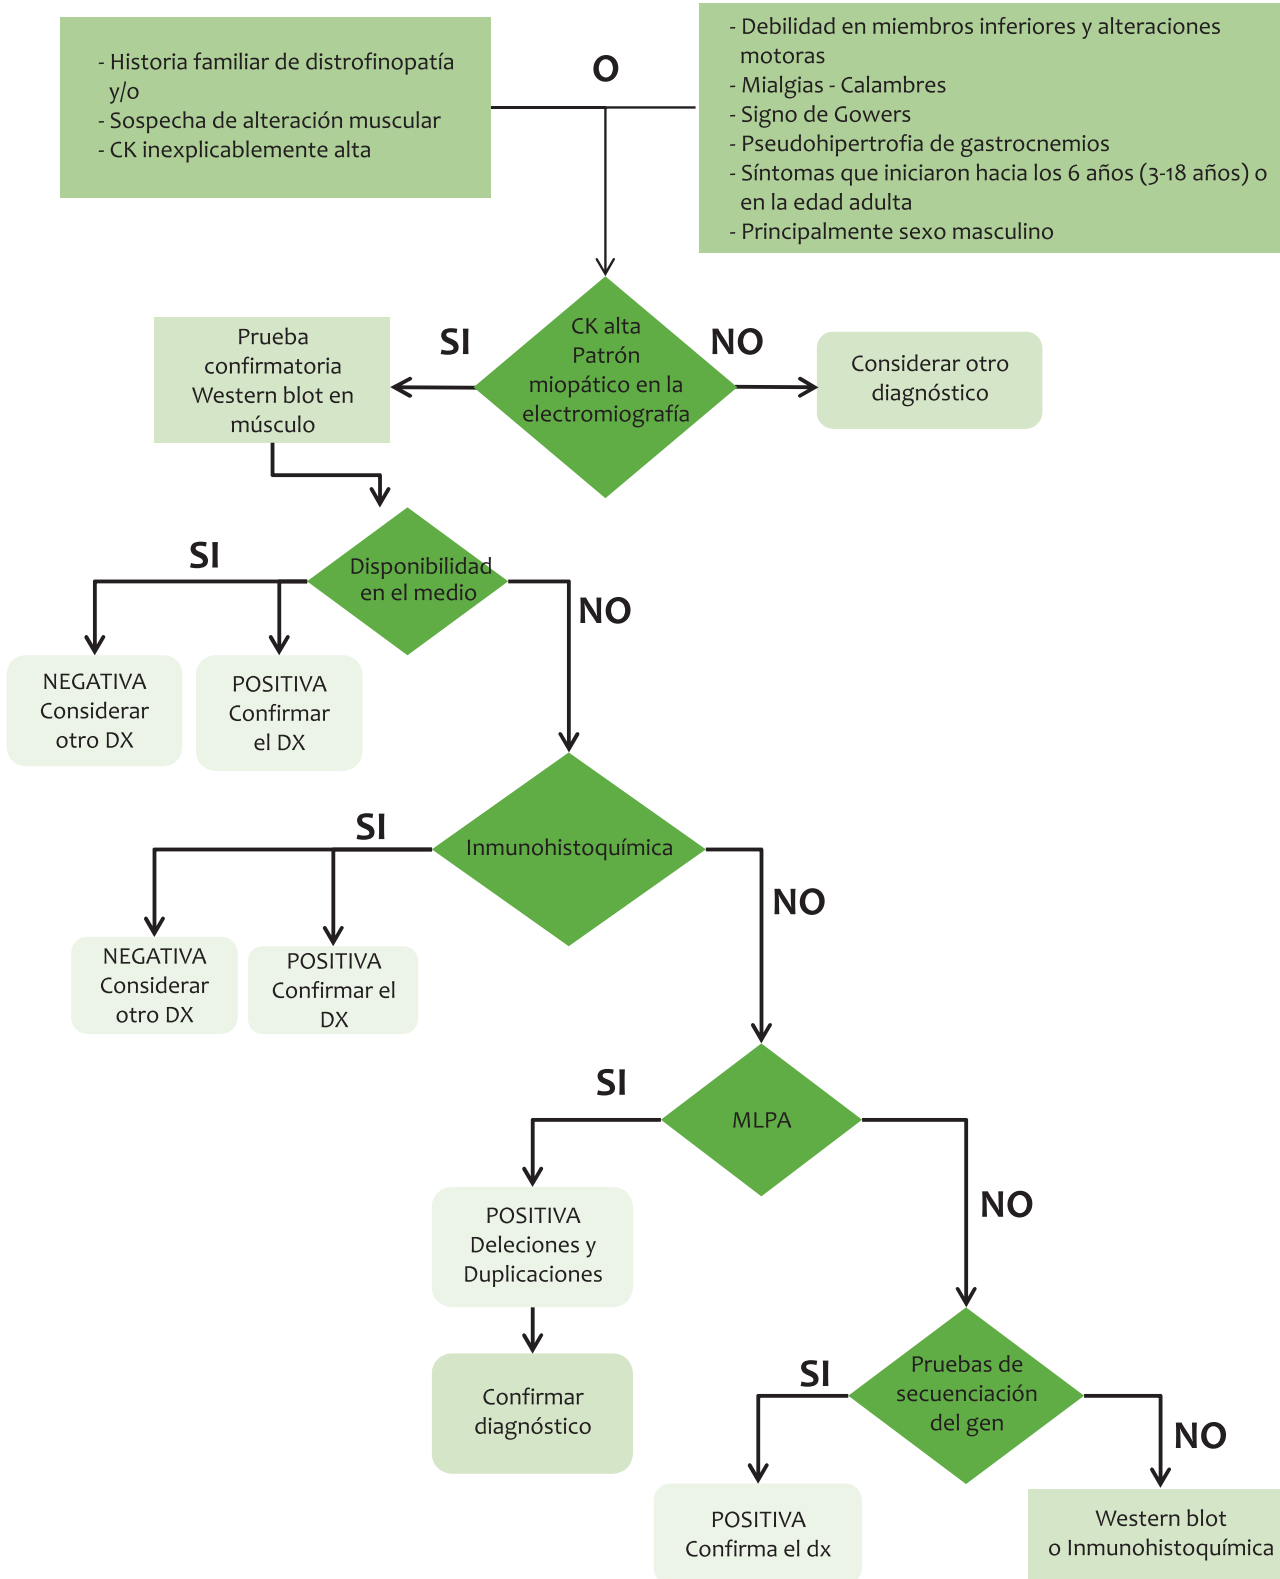 - Historia familiar de distrofinopatía
y/o
- Sospecha de alteración muscular
- CK inexplicablemente alta
O
- Debilidad en miembros inferiores y alteraciones
motoras
- Mialgias - Calambres
- Signo de Gowers
- Pseudohipertrofia de gastrocnemios
- Síntomas que iniciaron hacia los 6 años (3-18 años) o
en la edad adulta
- Principalmente sexo masculino
CK alta
Patrón
miopático en la
electromiografía
SI
NO
Prueba
confirmatoria
Western blot en
músculo
Considerar otro
diagnóstico
Disponibilidad
en el medio
SI
NO
NEGATIVA
Considerar
otro DX
POSITIVA
Confirmar
el DX
Inmunohistoquímica
SI
NO
NEGATIVA
Considerar
otro DX
POSITIVA
Confirmar el
DX
MLPA
SI
NO
POSITIVA
Deleciones y
Duplicaciones
Confirmar
diagnóstico
Pruebas de
secuenciación
del gen
SI
NO
POSITIVA
Confirma el dx
Western blot
o Inmunohistoquímica